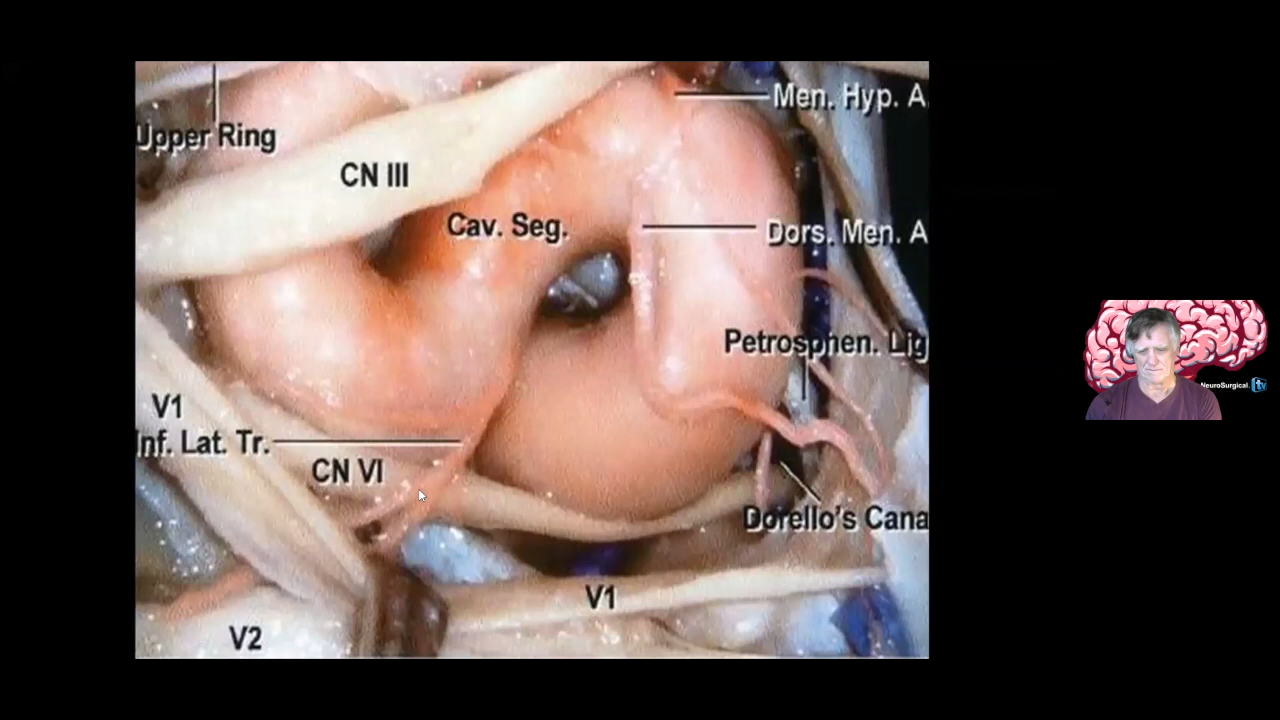 Men. Hyp. A
Upper Ring
CN III
Cav. Seg.
Dors. Men. A
Petrosphen. Lig
V1
Inf. Lat. Tr.
CN VI
Dorello's Cana
V1
V2
NeuroSurgical.
tv